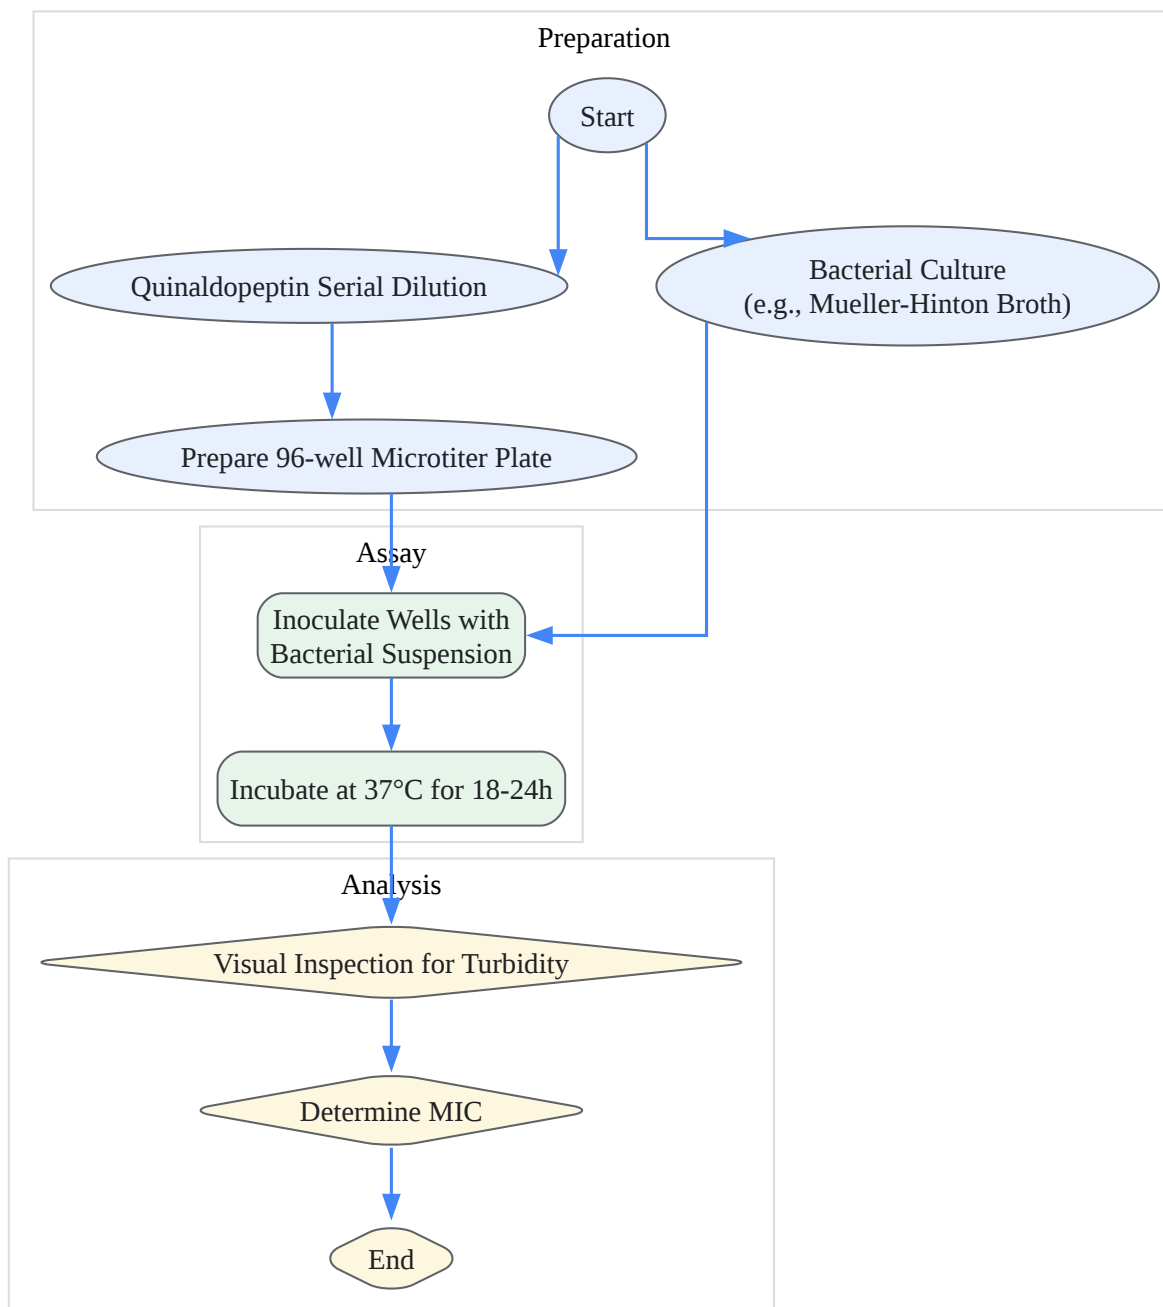 Preparation
Start
Quinaldopeptin Serial Dilution
Bacterial Culture
(e.g., Mueller-Hinton Broth)
Prepare 96-well Microtiter Plate
Assay
Inoculate Wells with
Bacterial Suspension
Incubate at 37°C for 18-24h
Analysis
Visual Inspection for Turbidity
Determine MIC
End